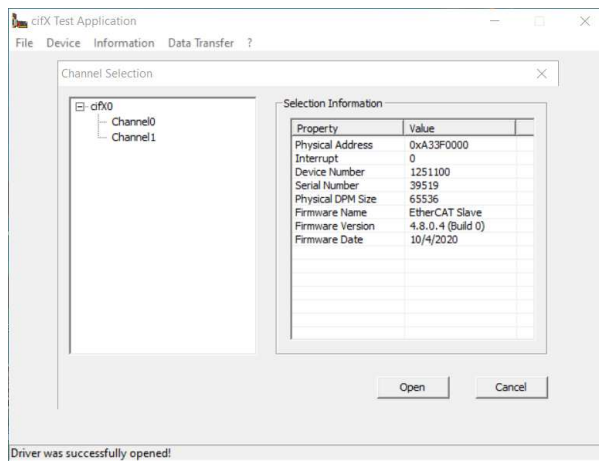 cifX Test Application
File Device Information Data Transfer ?
Channel Selection
cifX0
Channel0
Channel1
Selection Information
Property Value
Physical Address 0xA33F0000
Interrupt 0
Device Number 1251100
Serial Number 39519
Physical DPM Size 65536
Firmware Name EtherCAT Slave
Firmware Version 4.8.0.4 (Build 0)
Firmware Date 10/4/2020
Open Cancel
Driver was successfully opened!